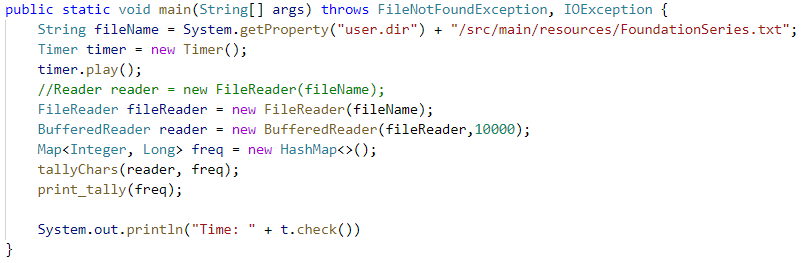 public static void main(String[] args) throws FileNotFoundException, IOException {
    String fileName = System.getProperty("user.dir") + "/src/main/resources/FoundationSeries.txt";
    Timer timer = new Timer();
    timer.play();
    //Reader reader = new FileReader(fileName);
    FileReader fileReader = new FileReader(fileName);
    BufferedReader reader = new BufferedReader(fileReader,10000);
    Map<Integer, Long> freq = new HashMap<>();
    tallyChars(reader, freq);
    print_tally(freq);

    System.out.println("Time: " + t.check())
}